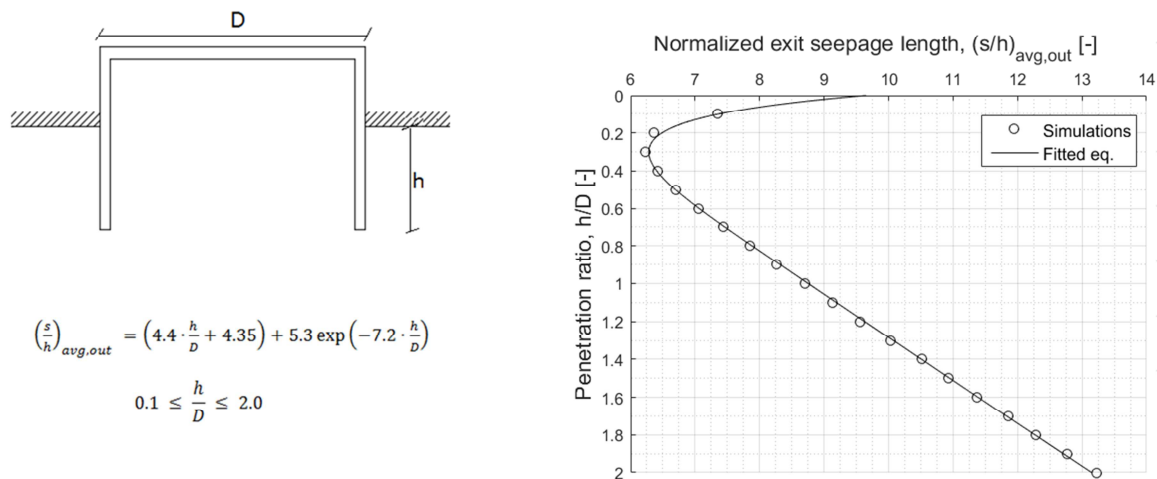 D
h
(s/h)avg,out = (4.4 · h/D + 4.35) + 5.3 exp(−7.2 · h/D)
0.1 ≤ h/D ≤ 2.0
Normalized exit seepage length, (s/h)avg,out [-]
6 7 8 9 10 11 12 13 14
Penetration ratio, h/D [-]
0
0.2
0.4
0.6
0.8
1
1.2
1.4
1.6
1.8
2
Simulations
Fitted eq.